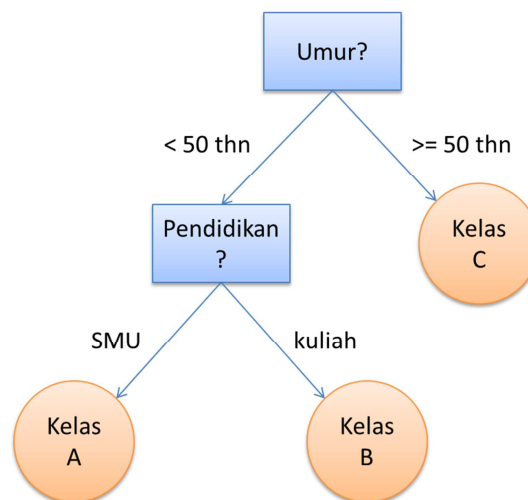 Umur?
< 50 thn
>= 50 thn
Pendidikan
?
Kelas
C
SMU
kuliah
Kelas
A
Kelas
B